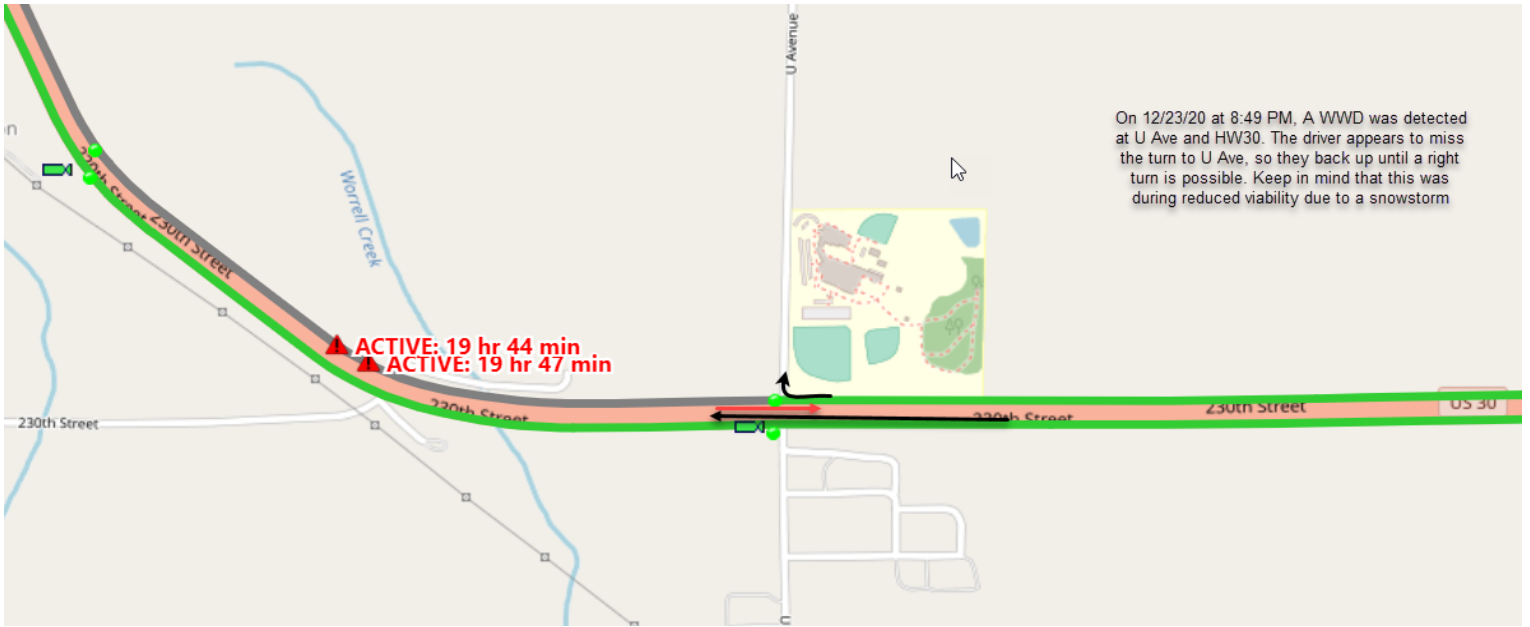 U Avenue
On 12/23/20 at 8:49 PM, A WWD was detected
at U Ave and HW30. The driver appears to miss
the turn to U Ave, so they back up until a right
turn is possible. Keep in mind that this was
during reduced viability due to a snowstorm
on
230th Street
230th Street
Worrell Creek
ACTIVE: 19 hr 44 min
ACTIVE: 19 hr 47 min
230th Street
230th Street
230th Street
US 30
230th Street